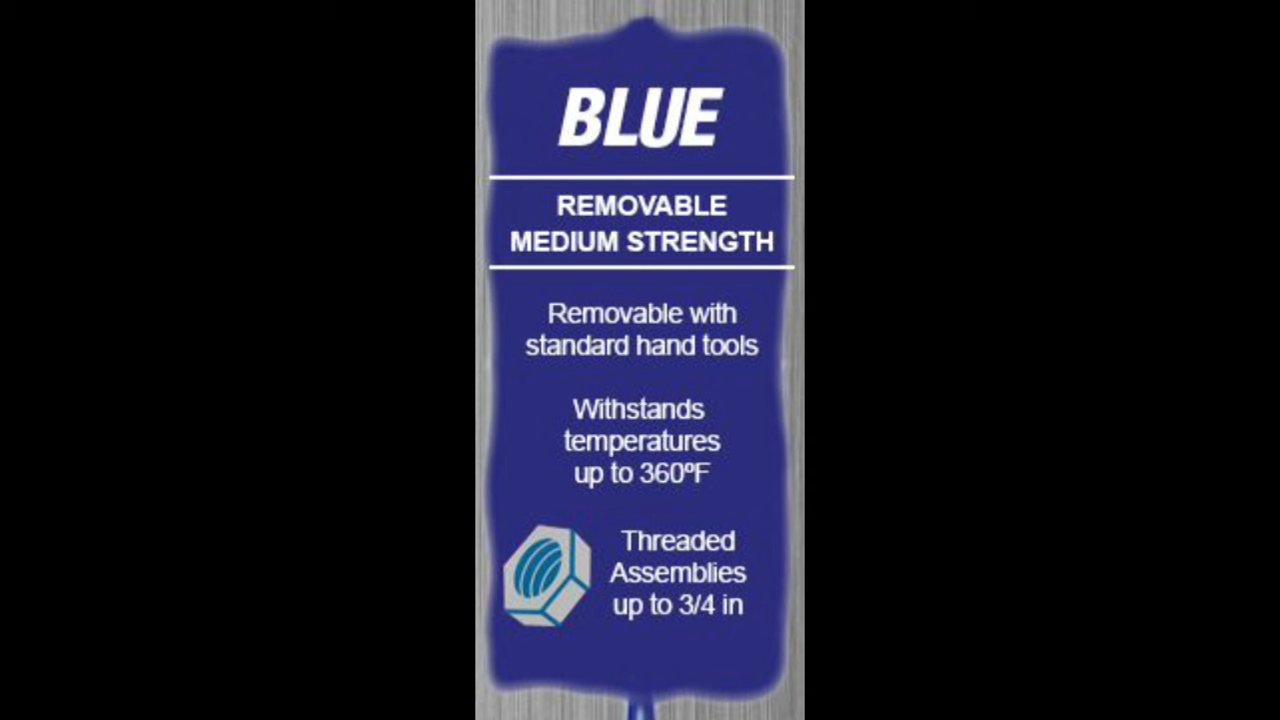 BLUE
REMOVABLE
MEDIUM STRENGTH
Removable with
standard hand tools
Withstands
temperatures
up to 360ºF
Threaded
Assemblies
up to 3/4 in